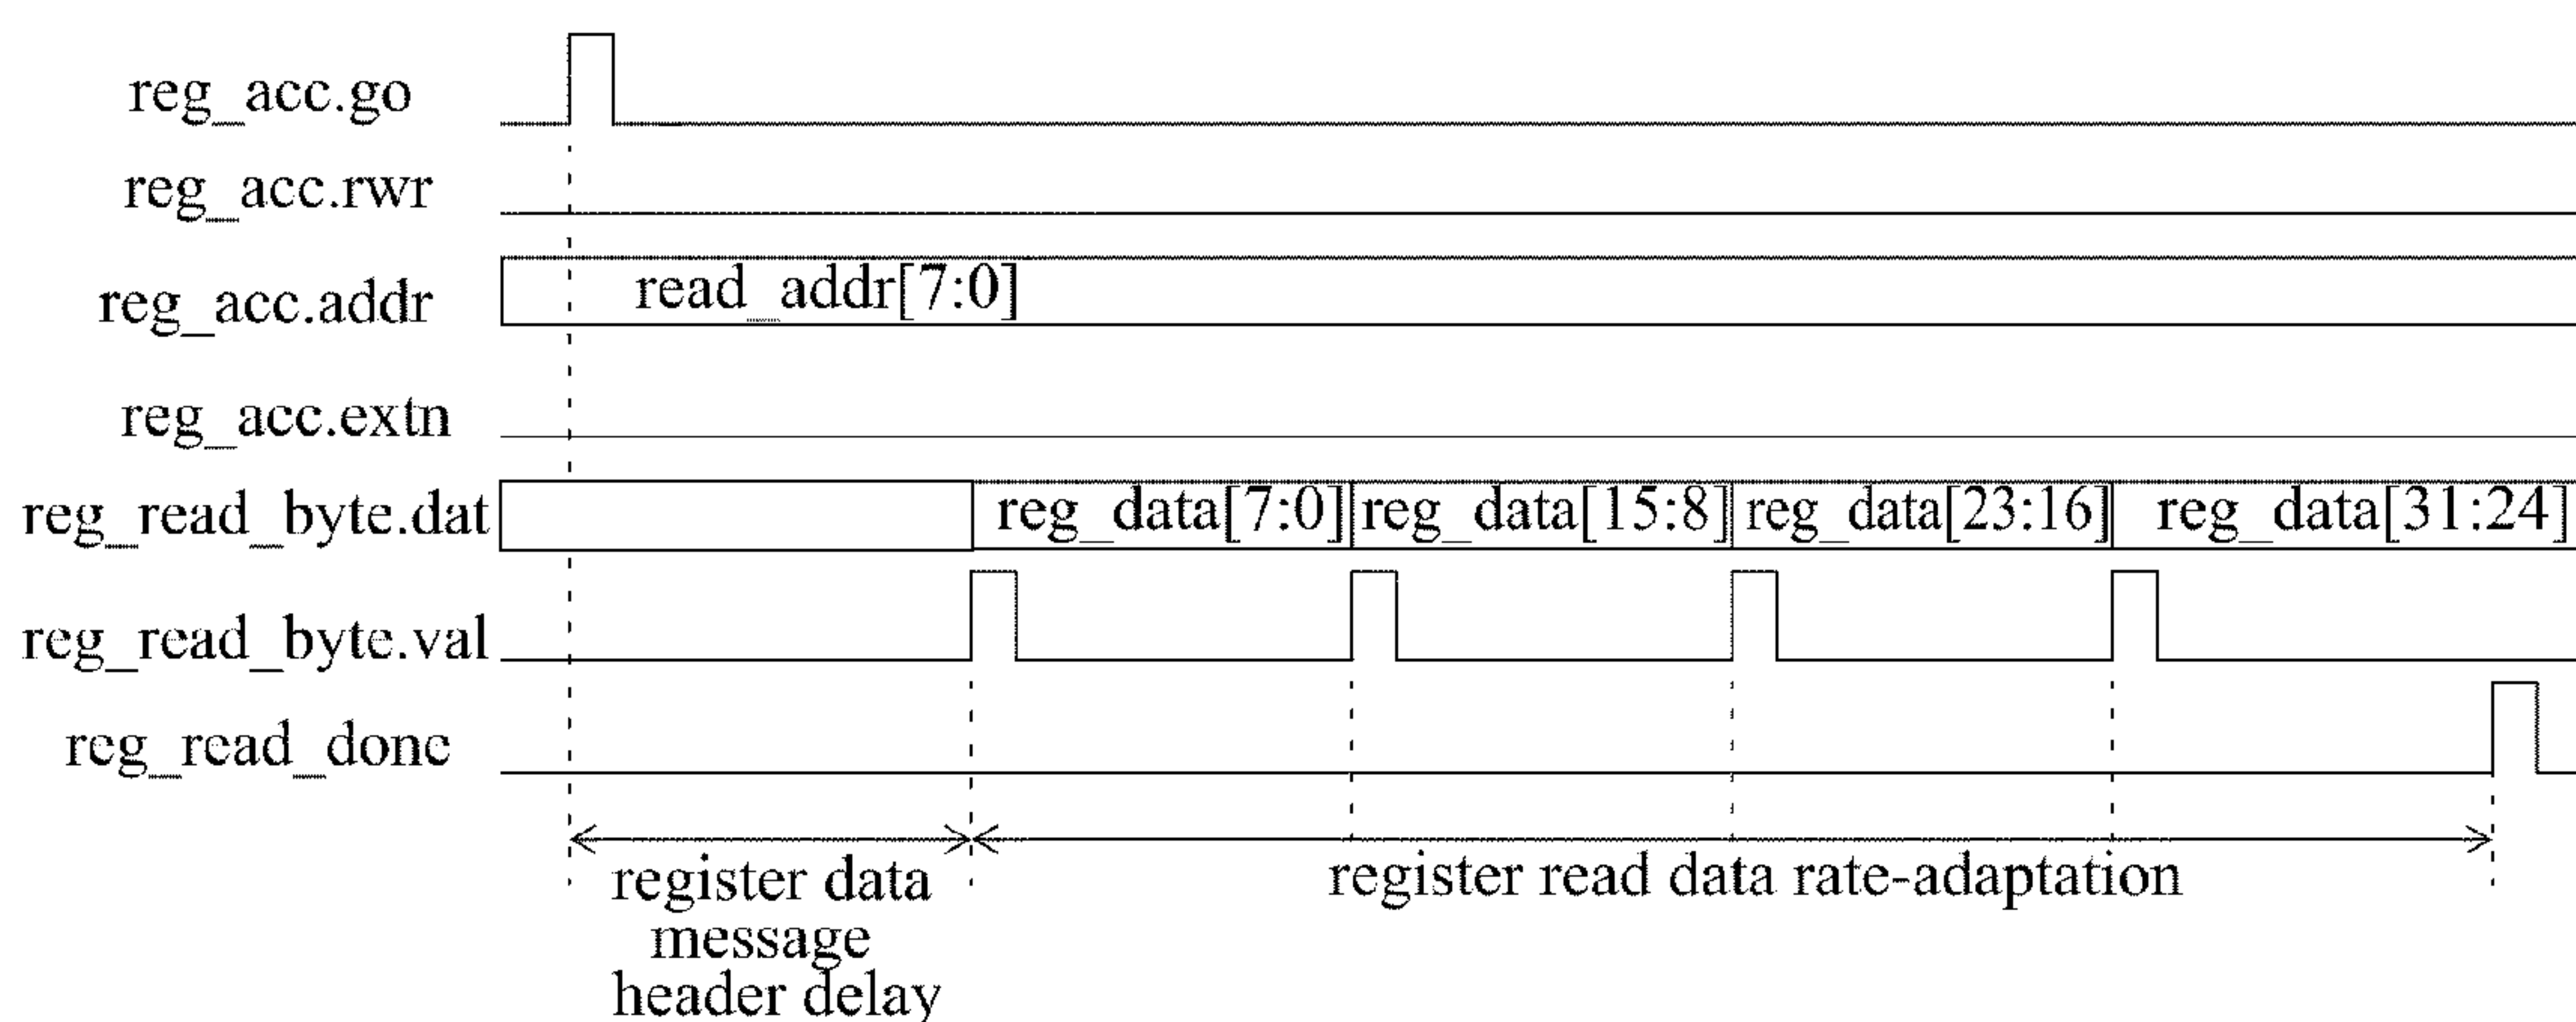 reg_acc.go
reg_acc.rwr
reg_acc.addr read_addr[7:0]
reg_acc.extn
reg_read_byte.dat reg_data[7:0] reg_data[15:8] reg_data[23:16] reg_data[31:24]
reg_read_byte.val
reg_read_done
register data
message
header delay
register read data rate-adaptation